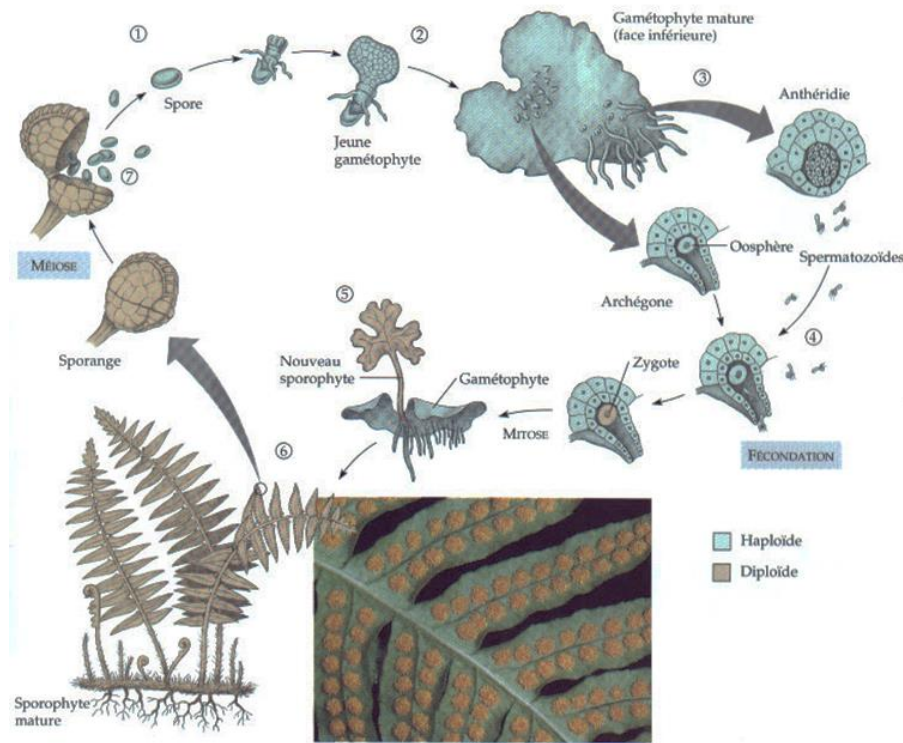 ①
②
Gamétophyte mature
(face inférieure)
③
Anthéridie
Spore
Jeune
gamétophyte
⑦
MÉIOSE
Oosphère
Spermatozoïdes
Archégone
Sporange
⑤
④
Nouveau
sporophyte
Gamétophyte
Zygote
MITOSE
FÉCONDATION
⑥
Haploïde
Diploïde
Sporophyte
mature